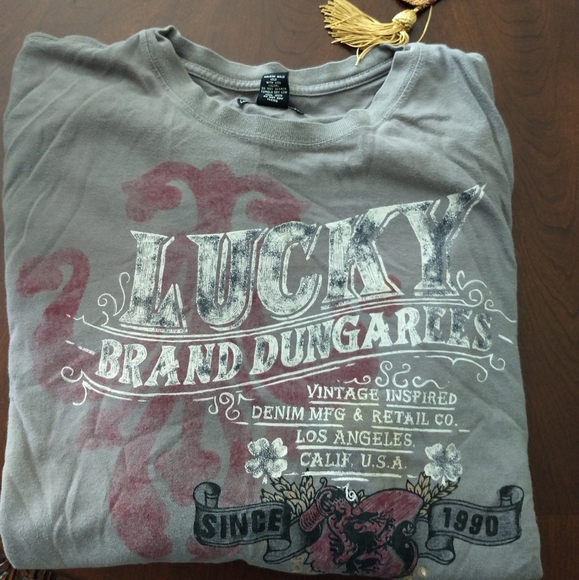 LUCKY
BRAND DUNGAREES
VINTAGE INSPIRED
DENIM MFG & RETAIL CO.
LOS ANGELES,
CALIF. U.S.A.
SINCE 1990